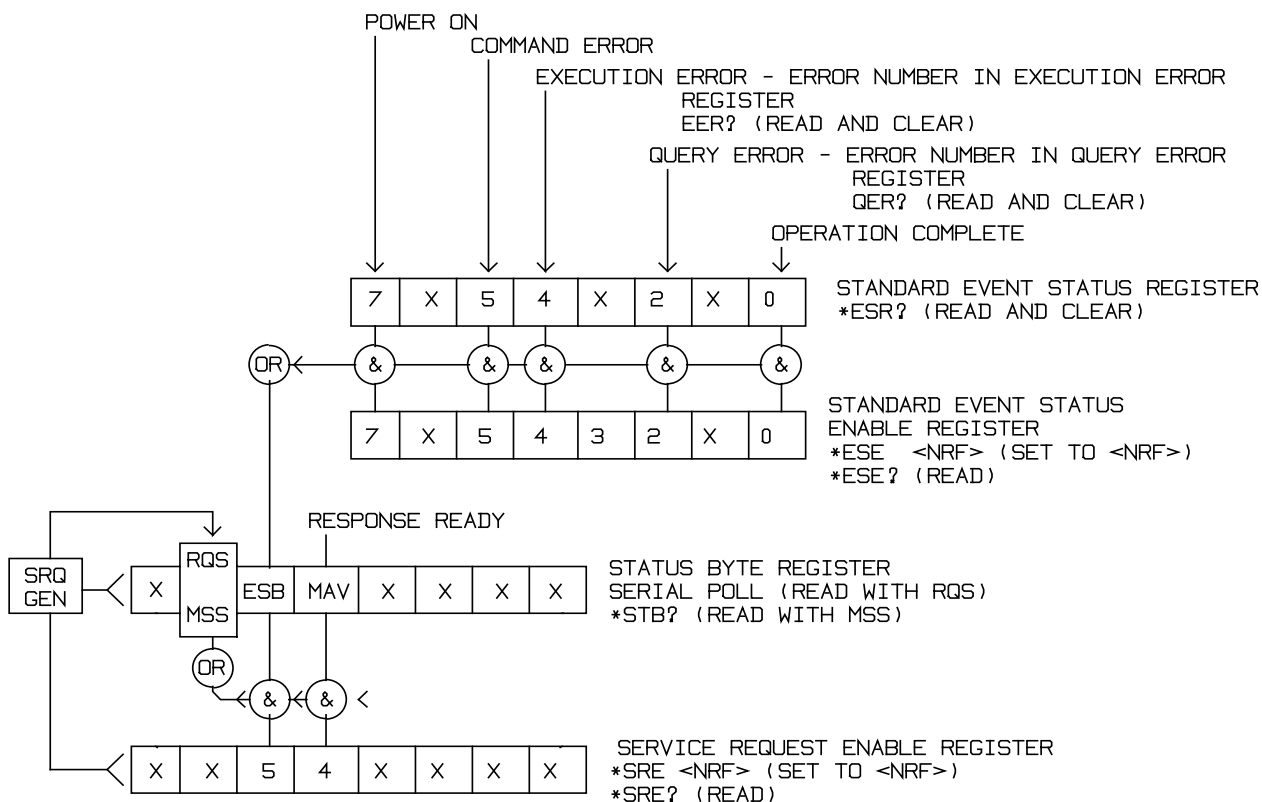 POWER ON
COMMAND ERROR
EXECUTION ERROR - ERROR NUMBER IN EXECUTION ERROR
REGISTER
EER? (READ AND CLEAR)
QUERY ERROR - ERROR NUMBER IN QUERY ERROR
REGISTER
QER? (READ AND CLEAR)
OPERATION COMPLETE
7 X 5 4 X 2 X 0
STANDARD EVENT STATUS REGISTER
*ESR? (READ AND CLEAR)
OR & & & & &
STANDARD EVENT STATUS
ENABLE REGISTER
7 X 5 4 3 2 X 0
*ESE <NRF> (SET TO <NRF>)
*ESE? (READ)
RESPONSE READY
SRQ
GEN
X
RQS
MSS
ESB MAV X X X X
STATUS BYTE REGISTER
SERIAL POLL (READ WITH RQS)
*STB? (READ WITH MSS)
OR
& &
X X 5 4 X X X X
SERVICE REQUEST ENABLE REGISTER
*SRE <NRF> (SET TO <NRF>)
*SRE? (READ)